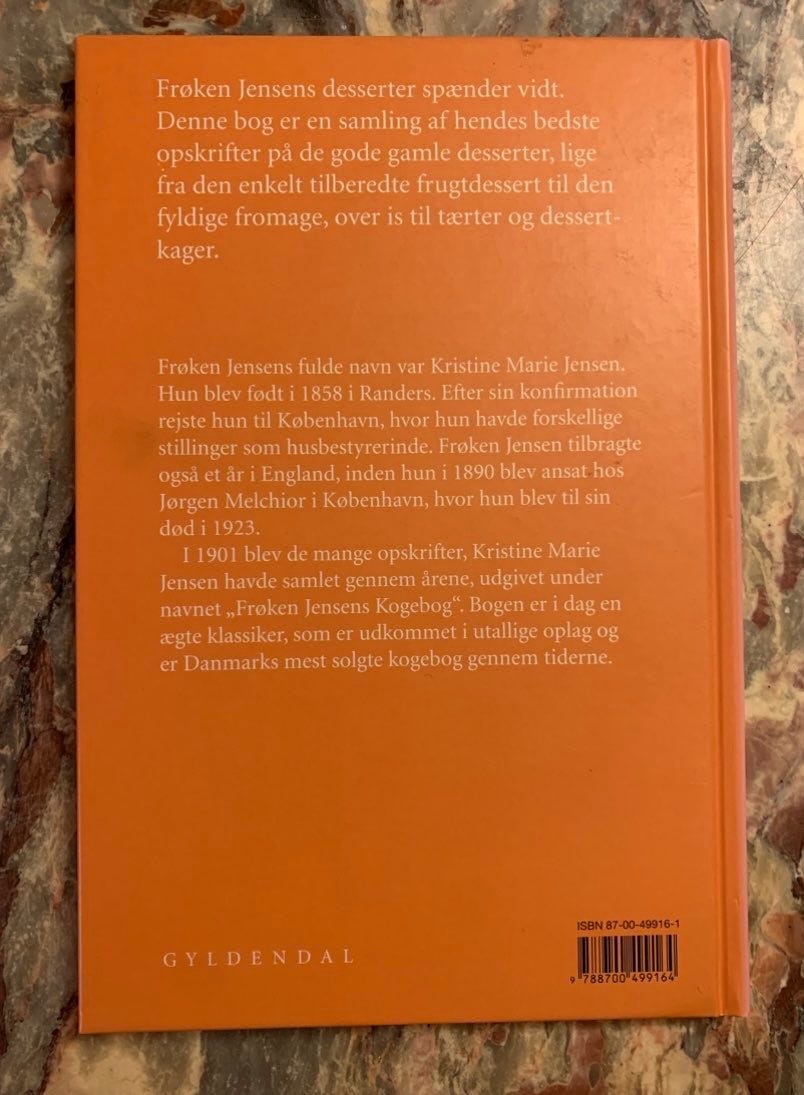 Frøken Jensens desserter spænder vidt.
Denne bog er en samling af hendes bedste
opskrifter på de gode gamle desserter, lige
fra den enkelt tilberedte frugtdessert til den
fyldige fromage, over is til tærter og dessert-
kager.
Frøken Jensens fulde navn var Kristine Marie Jensen.
Hun blev født i 1858 i Randers. Efter sin konfirmation
rejste hun til København, hvor hun havde forskellige
stillinger som husbestyrerinde. Frøken Jensen tilbragte
også et år i England, inden hun i 1890 blev ansat hos
Jørgen Melchior i København, hvor hun blev til sin
død i 1923.
I 1901 blev de mange opskrifter, Kristine Marie
Jensen havde samlet gennem årene, udgivet under
navnet „Frøken Jensens Kogebog“. Bogen er i dag en
ægte klassiker, som er udkommet i utallige oplag og
er Danmarks mest solgte kogebog gennem tiderne.
GYLDENDAL
ISBN 87-00-49916-1
9 788700 499164